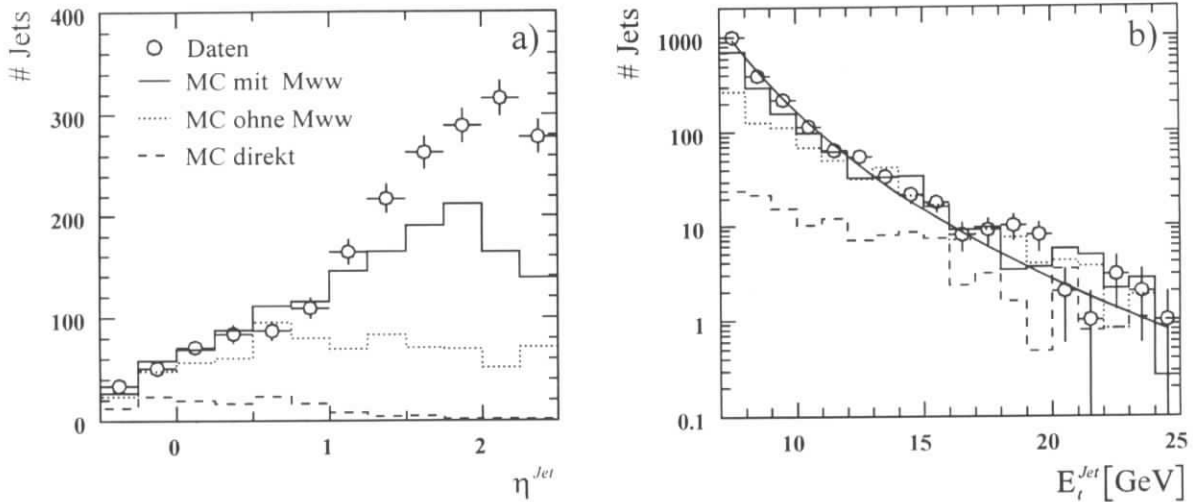 # Jets
400
300
200
100
0
a)
Daten
MC mit Mww
MC ohne Mww
MC direkt
0
1
2
η^Jet
# Jets
1000
100
10
1
0.1
b)
10
15
20
25
E_t^Jet [GeV]